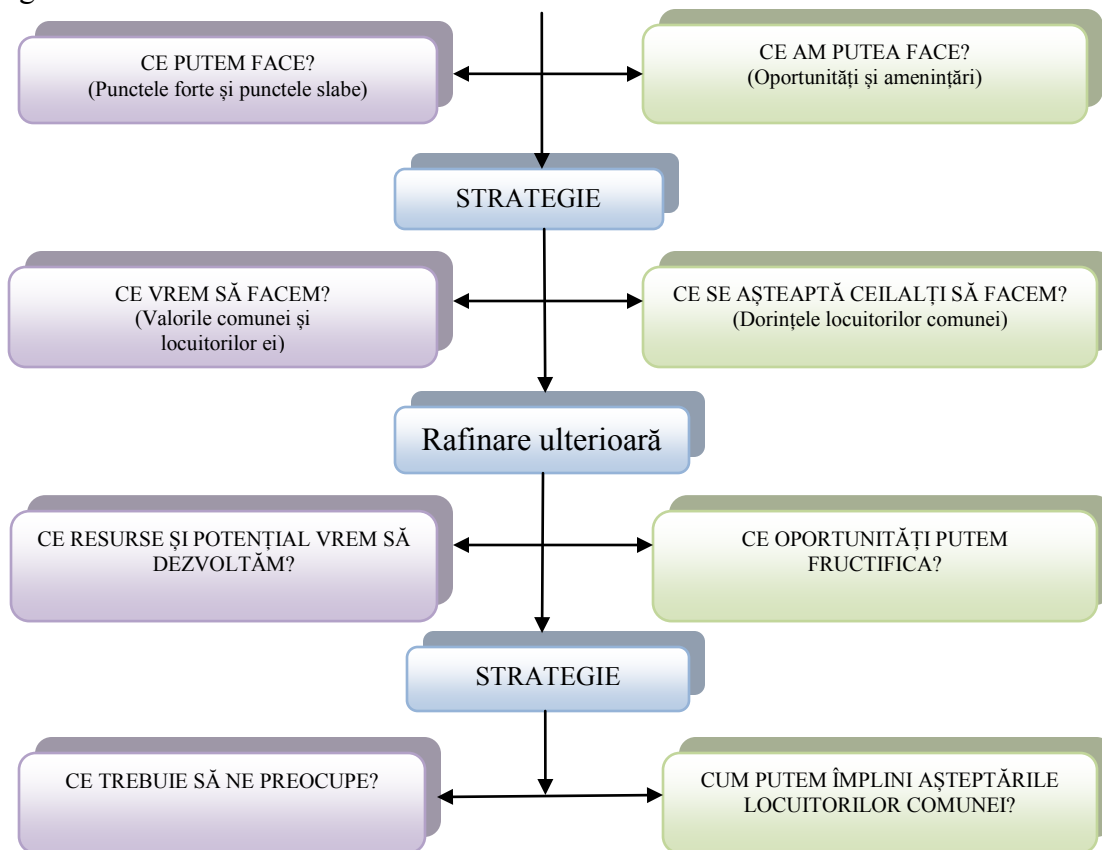 CE PUTEM FACE?
(Punctele forte și punctele slabe)
CE AM PUTEA FACE?
(Oportunități și amenințări)
STRATEGIE
CE VREM SĂ FACEM?
(Valorile comunei și
locuitorilor ei)
CE SE AȘTEAPTĂ CEILALȚI SĂ FACEM?
(Dorințele locuitorilor comunei)
Rafinare ulterioară
CE RESURSE ȘI POTENȚIAL VREM SĂ
DEZVOLTĂM?
CE OPORTUNITĂȚI PUTEM
FRUCTIFICA?
STRATEGIE
CE TREBUIE SĂ NE PREOCUPE?
CUM PUTEM ÎMPLINI AȘTEPTĂRILE
LOCUITORILOR COMUNEI?